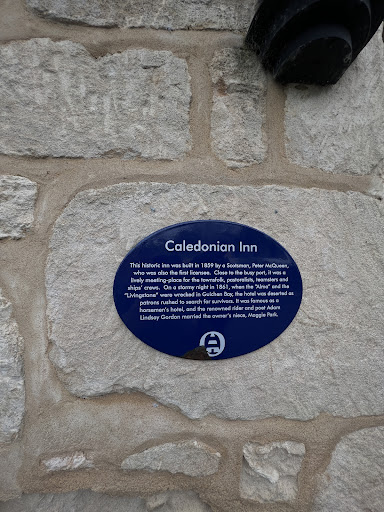 Caledonian Inn
This historic inn was built in 1859 by a Scotsman, Peter McQueen,
who was also the first licensee. Close to the busy port, it was a
lively meeting-place for the townsfolk, pastoralists, teamsters and
ships' crews. On a stormy night in 1861, when the "Alma" and the
"Livingstone" were wrecked in Guichen Bay, the hotel was deserted as
patrons rushed to search for survivors. It was famous as a
horsemen's hotel, and the renowned rider and poet Adam
Lindsay Gordon married the owner's niece, Maggie Park.